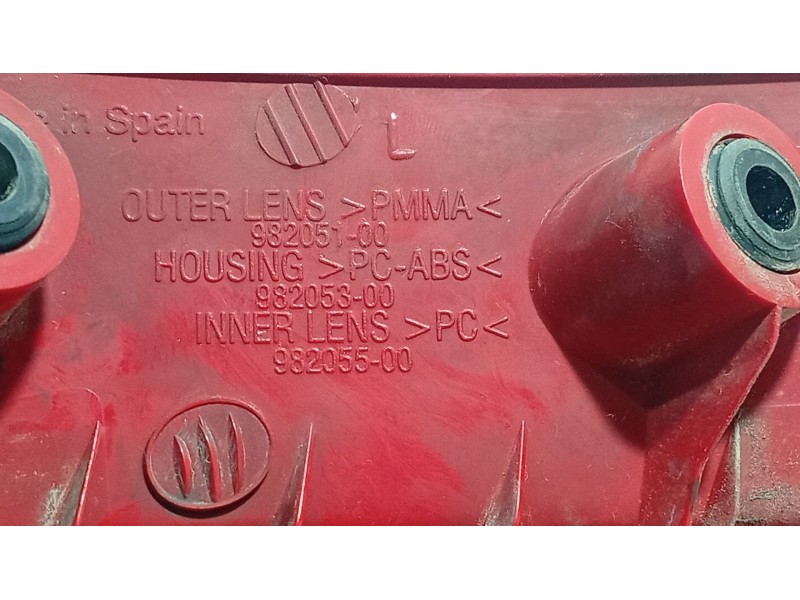 in Spain
L
OUTER LENS >PMMA<
982051-00
HOUSING >PC-ABS<
982053-00
INNER LENS >PC<
982055-00